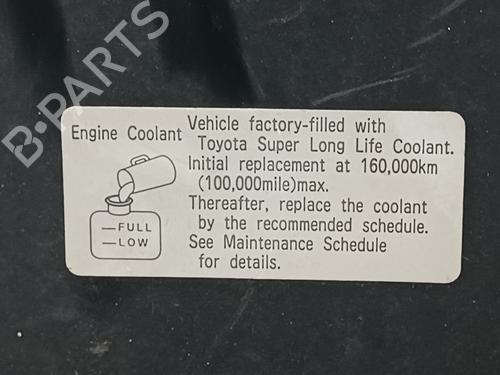 B-PARTS
Engine Coolant
Vehicle factory-filled with
Toyota Super Long Life Coolant.
Initial replacement at 160,000km
(100,000mile)max.
Thereafter, replace the coolant
by the recommended schedule.
See Maintenance Schedule
for details.
—FULL
—LOW